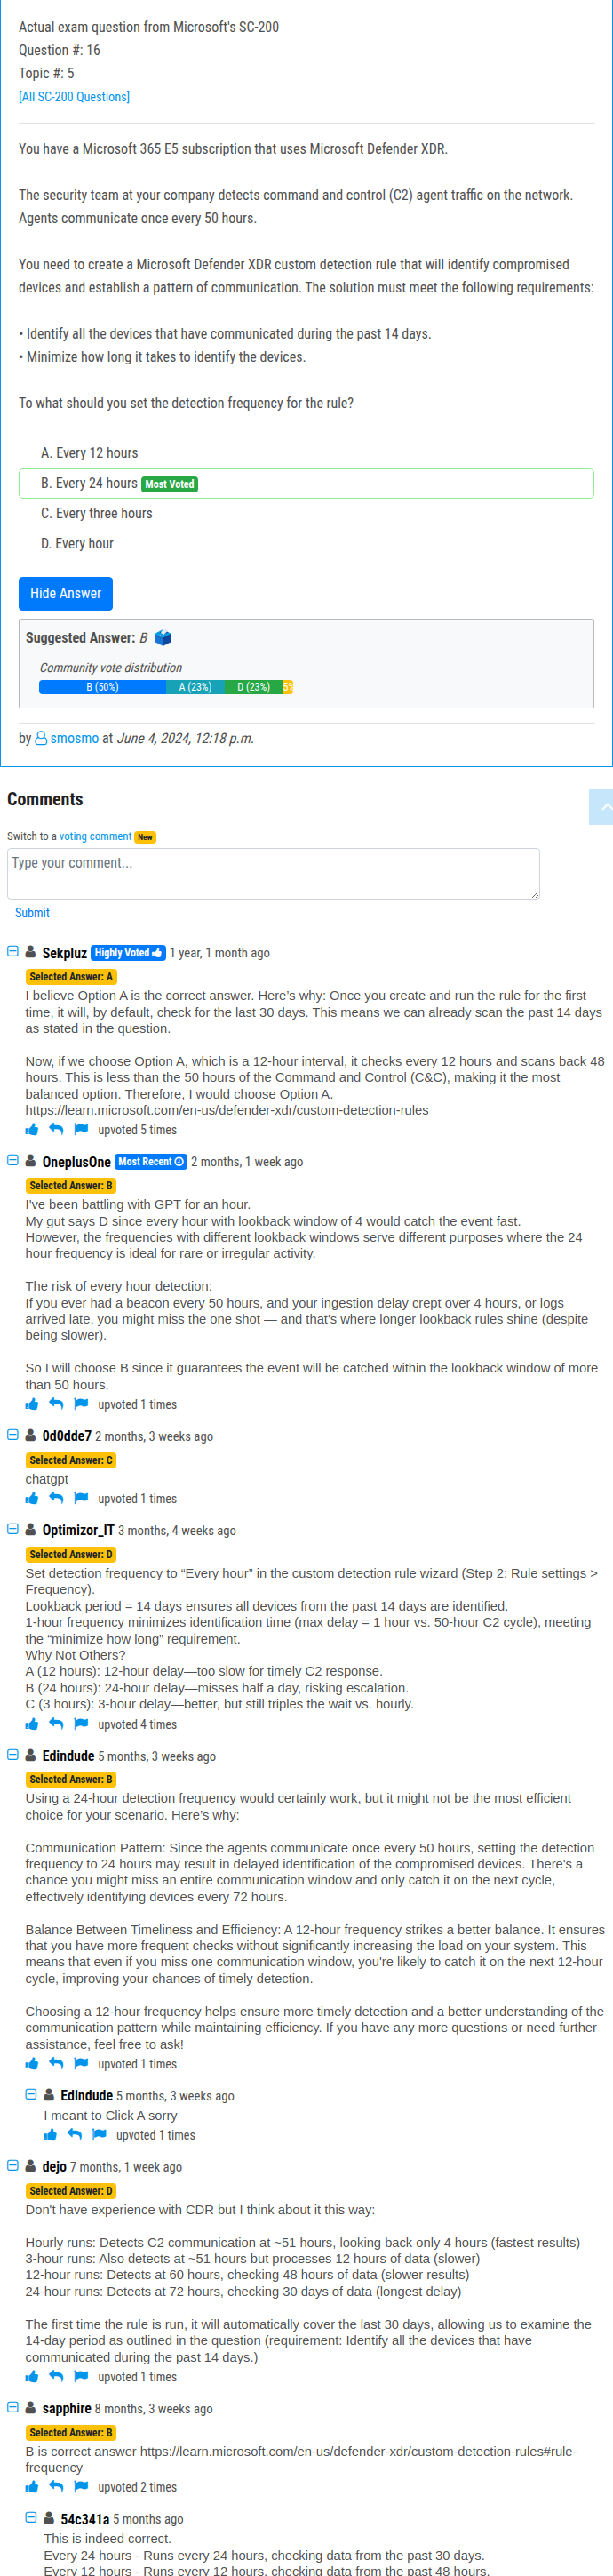 Actual exam question from Microsoft's SC-200
Question #: 16
Topic #: 5
[All SC-200 Questions]
You have a Microsoft 365 E5 subscription that uses Microsoft Defender XDR.
The security team at your company detects command and control (C2) agent traffic on the network.
Agents communicate once every 50 hours.
You need to create a Microsoft Defender XDR custom detection rule that will identify compromised
devices and establish a pattern of communication. The solution must meet the following requirements:
• Identify all the devices that have communicated during the past 14 days.
• Minimize how long it takes to identify the devices.
To what should you set the detection frequency for the rule?
A. Every 12 hours
B. Every 24 hours Most Voted
C. Every three hours
D. Every hour
Hide Answer
Suggested Answer: B
Community vote distribution
B (50%) A (23%) D (23%) 5%
by smosmo at June 4, 2024, 12:18 p.m.
Comments
Switch to a voting comment New
Type your comment...
Submit
Sekpluz Highly Voted 1 year, 1 month ago
Selected Answer: A
I believe Option A is the correct answer. Here's why: Once you create and run the rule for the first
time, it will, by default, check for the last 30 days. This means we can already scan the past 14 days
as stated in the question.
Now, if we choose Option A, which is a 12-hour interval, it checks every 12 hours and scans back 48
hours. This is less than the 50 hours of the Command and Control (C&C), making it the most
balanced option. Therefore, I would choose Option A.
https://learn.microsoft.com/en-us/defender-xdr/custom-detection-rules
upvoted 5 times
OneplusOne Most Recent 2 months, 1 week ago
Selected Answer: B
I've been battling with GPT for an hour.
My gut says D since every hour with lookback window of 4 would catch the event fast.
However, the frequencies with different lookback windows serve different purposes where the 24
hour frequency is ideal for rare or irregular activity.
The risk of every hour detection:
If you ever had a beacon every 50 hours, and your ingestion delay crept over 4 hours, or logs
arrived late, you might miss the one shot — and that's where longer lookback rules shine (despite
being slower).
So I will choose B since it guarantees the event will be catched within the lookback window of more
than 50 hours.
upvoted 1 times
0d0dde7 2 months, 3 weeks ago
Selected Answer: C
chatgpt
upvoted 1 times
Optimizor_IT 3 months, 4 weeks ago
Selected Answer: D
Set detection frequency to “Every hour” in the custom detection rule wizard (Step 2: Rule settings >
Frequency).
Lookback period = 14 days ensures all devices from the past 14 days are identified.
1-hour frequency minimizes identification time (max delay = 1 hour vs. 50-hour C2 cycle), meeting
the “minimize how long” requirement.
Why Not Others?
A (12 hours): 12-hour delay—too slow for timely C2 response.
B (24 hours): 24-hour delay—misses half a day, risking escalation.
C (3 hours): 3-hour delay—better, but still triples the wait vs. hourly.
upvoted 4 times
Edindude 5 months, 3 weeks ago
Selected Answer: B
Using a 24-hour detection frequency would certainly work, but it might not be the most efficient
choice for your scenario. Here's why:
Communication Pattern: Since the agents communicate once every 50 hours, setting the detection
frequency to 24 hours may result in delayed identification of the compromised devices. There's a
chance you might miss an entire communication window and only catch it on the next cycle,
effectively identifying devices every 72 hours.
Balance Between Timeliness and Efficiency: A 12-hour frequency strikes a better balance. It ensures
that you have more frequent checks without significantly increasing the load on your system. This
means that even if you miss one communication window, you're likely to catch it on the next 12-hour
cycle, improving your chances of timely detection.
Choosing a 12-hour frequency helps ensure more timely detection and a better understanding of the
communication pattern while maintaining efficiency. If you have any more questions or need further
assistance, feel free to ask!
upvoted 1 times
Edindude 5 months, 3 weeks ago
I meant to Click A sorry
upvoted 1 times
dejo 7 months, 1 week ago
Selected Answer: D
Don't have experience with CDR but I think about it this way:
Hourly runs: Detects C2 communication at ~51 hours, looking back only 4 hours (fastest results)
3-hour runs: Also detects at ~51 hours but processes 12 hours of data (slower)
12-hour runs: Detects at 60 hours, checking 48 hours of data (slower results)
24-hour runs: Detects at 72 hours, checking 30 days of data (longest delay)
The first time the rule is run, it will automatically cover the last 30 days, allowing us to examine the
14-day period as outlined in the question (requirement: Identify all the devices that have
communicated during the past 14 days.)
upvoted 1 times
sapphire 8 months, 3 weeks ago
Selected Answer: B
B is correct answer https://learn.microsoft.com/en-us/defender-xdr/custom-detection-rules#rule-
frequency
upvoted 2 times
54c341a 5 months ago
This is indeed correct.
Every 24 hours - Runs every 24 hours, checking data from the past 30 days.
Every 12 hours - Runs every 12 hours, checking data from the past 48 hours.